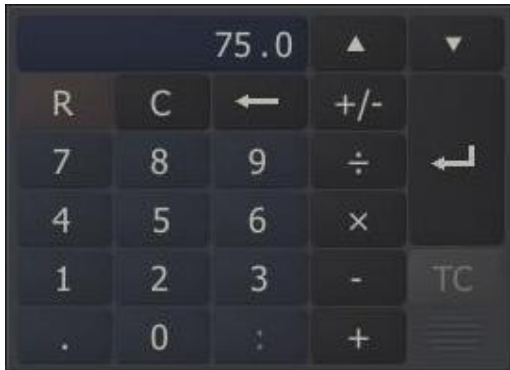 75.0 ▲ ▼
R C ← +/-
7 8 9 ÷ ↵
4 5 6 ×
1 2 3 - TC
. 0 : +